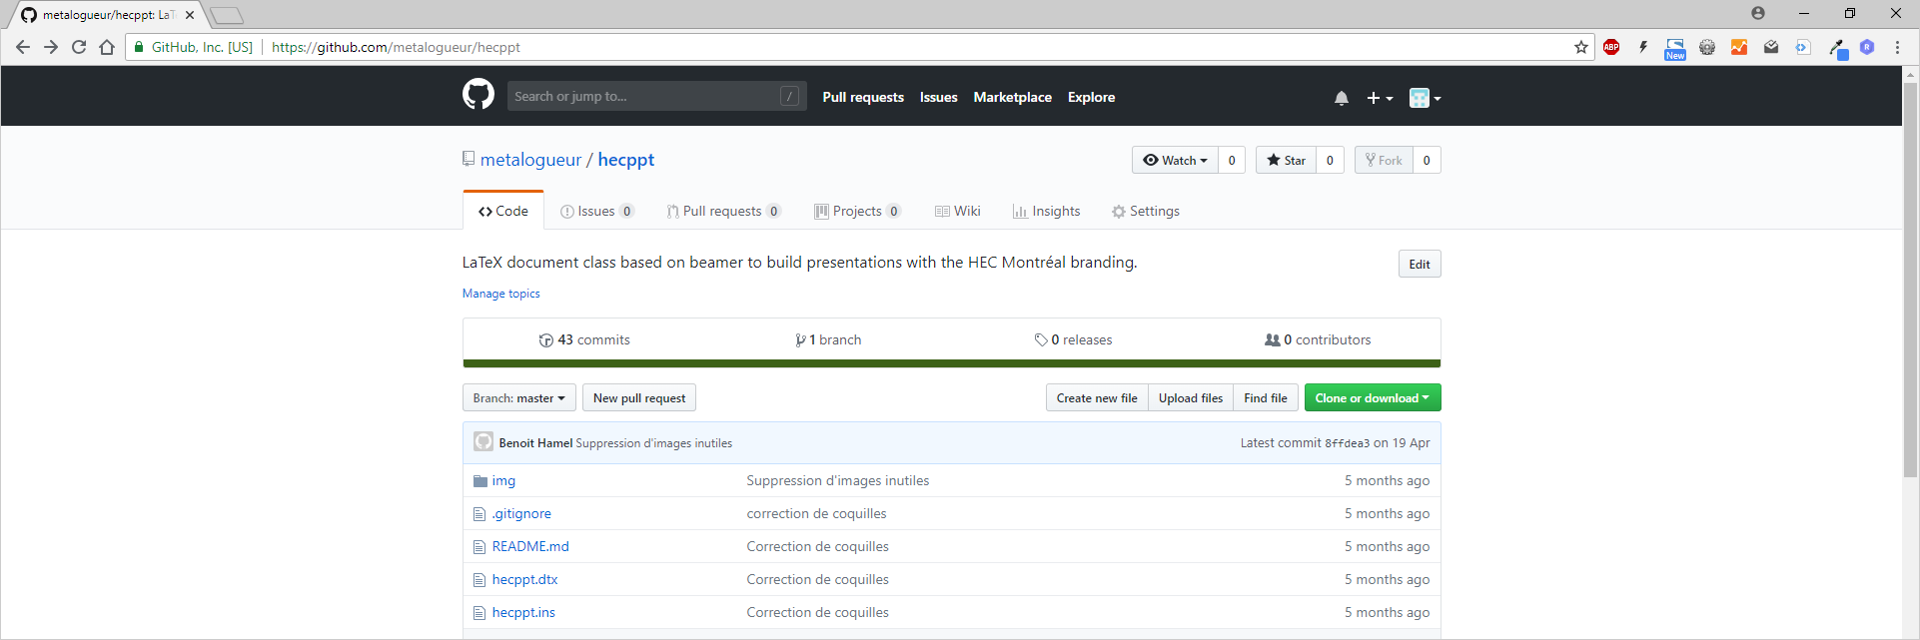 metalogueur/hecppt: LaT
GitHub, Inc. [US] https://github.com/metalogueur/hecppt
ABP New R
Search or jump to... / Pull requests Issues Marketplace Explore
metalogueur / hecppt Watch 0 Star 0 Fork 0
Code Issues 0 Pull requests 0 Projects 0 Wiki Insights Settings
LaTeX document class based on beamer to build presentations with the HEC Montréal branding. Edit
Manage topics
43 commits 1 branch 0 releases 0 contributors
Branch: master New pull request Create new file Upload files Find file Clone or download
Benoit Hamel Suppression d'images inutiles Latest commit 8ffdea3 on 19 Apr
img Suppression d'images inutiles 5 months ago
.gitignore correction de coquilles 5 months ago
README.md Correction de coquilles 5 months ago
hecppt.dtx Correction de coquilles 5 months ago
hecppt.ins Correction de coquilles 5 months ago